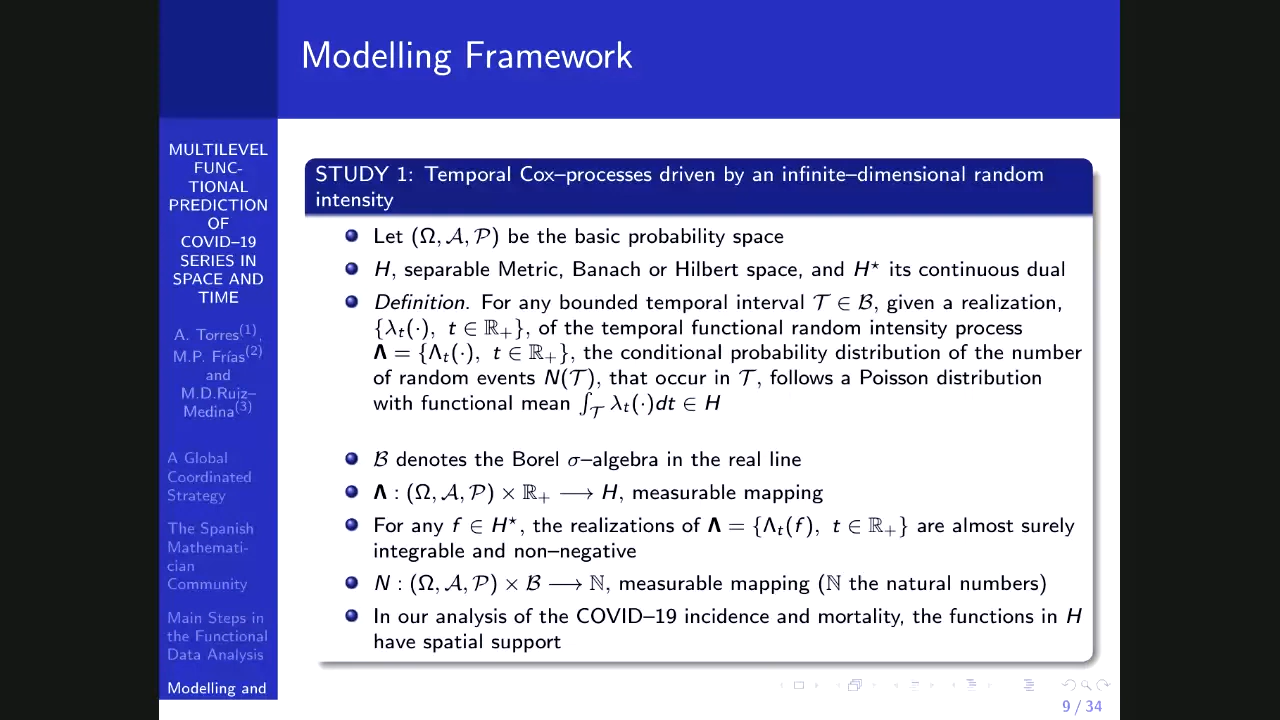 Modelling Framework
MULTILEVEL
FUNC-
TIONAL
PREDICTION
OF
COVID–19
SERIES IN
SPACE AND
TIME
A. Torres(1),
M.P. Frías(2)
and
M.D.Ruiz–
Medina(3)
A Global
Coordinated
Strategy
The Spanish
Mathemati-
cian
Community
Main Steps in
the Functional
Data Analysis
Modelling and
STUDY 1: Temporal Cox–processes driven by an infinite–dimensional random
intensity
Let (Ω, 𝒜, 𝒫) be the basic probability space
H, separable Metric, Banach or Hilbert space, and H⋆ its continuous dual
Definition. For any bounded temporal interval 𝒯 ∈ ℬ, given a realization,
{λt(·), t ∈ ℝ+}, of the temporal functional random intensity process
Λ = {Λt(·), t ∈ ℝ+}, the conditional probability distribution of the number
of random events N(𝒯), that occur in 𝒯, follows a Poisson distribution
with functional mean ∫𝒯 λt(·)dt ∈ H
ℬ denotes the Borel σ–algebra in the real line
Λ : (Ω, 𝒜, 𝒫) × ℝ+ ⟶ H, measurable mapping
For any f ∈ H⋆, the realizations of Λ = {Λt(f), t ∈ ℝ+} are almost surely
integrable and non–negative
N : (Ω, 𝒜, 𝒫) × ℬ ⟶ ℕ, measurable mapping (ℕ the natural numbers)
In our analysis of the COVID–19 incidence and mortality, the functions in H
have spatial support
9 / 34